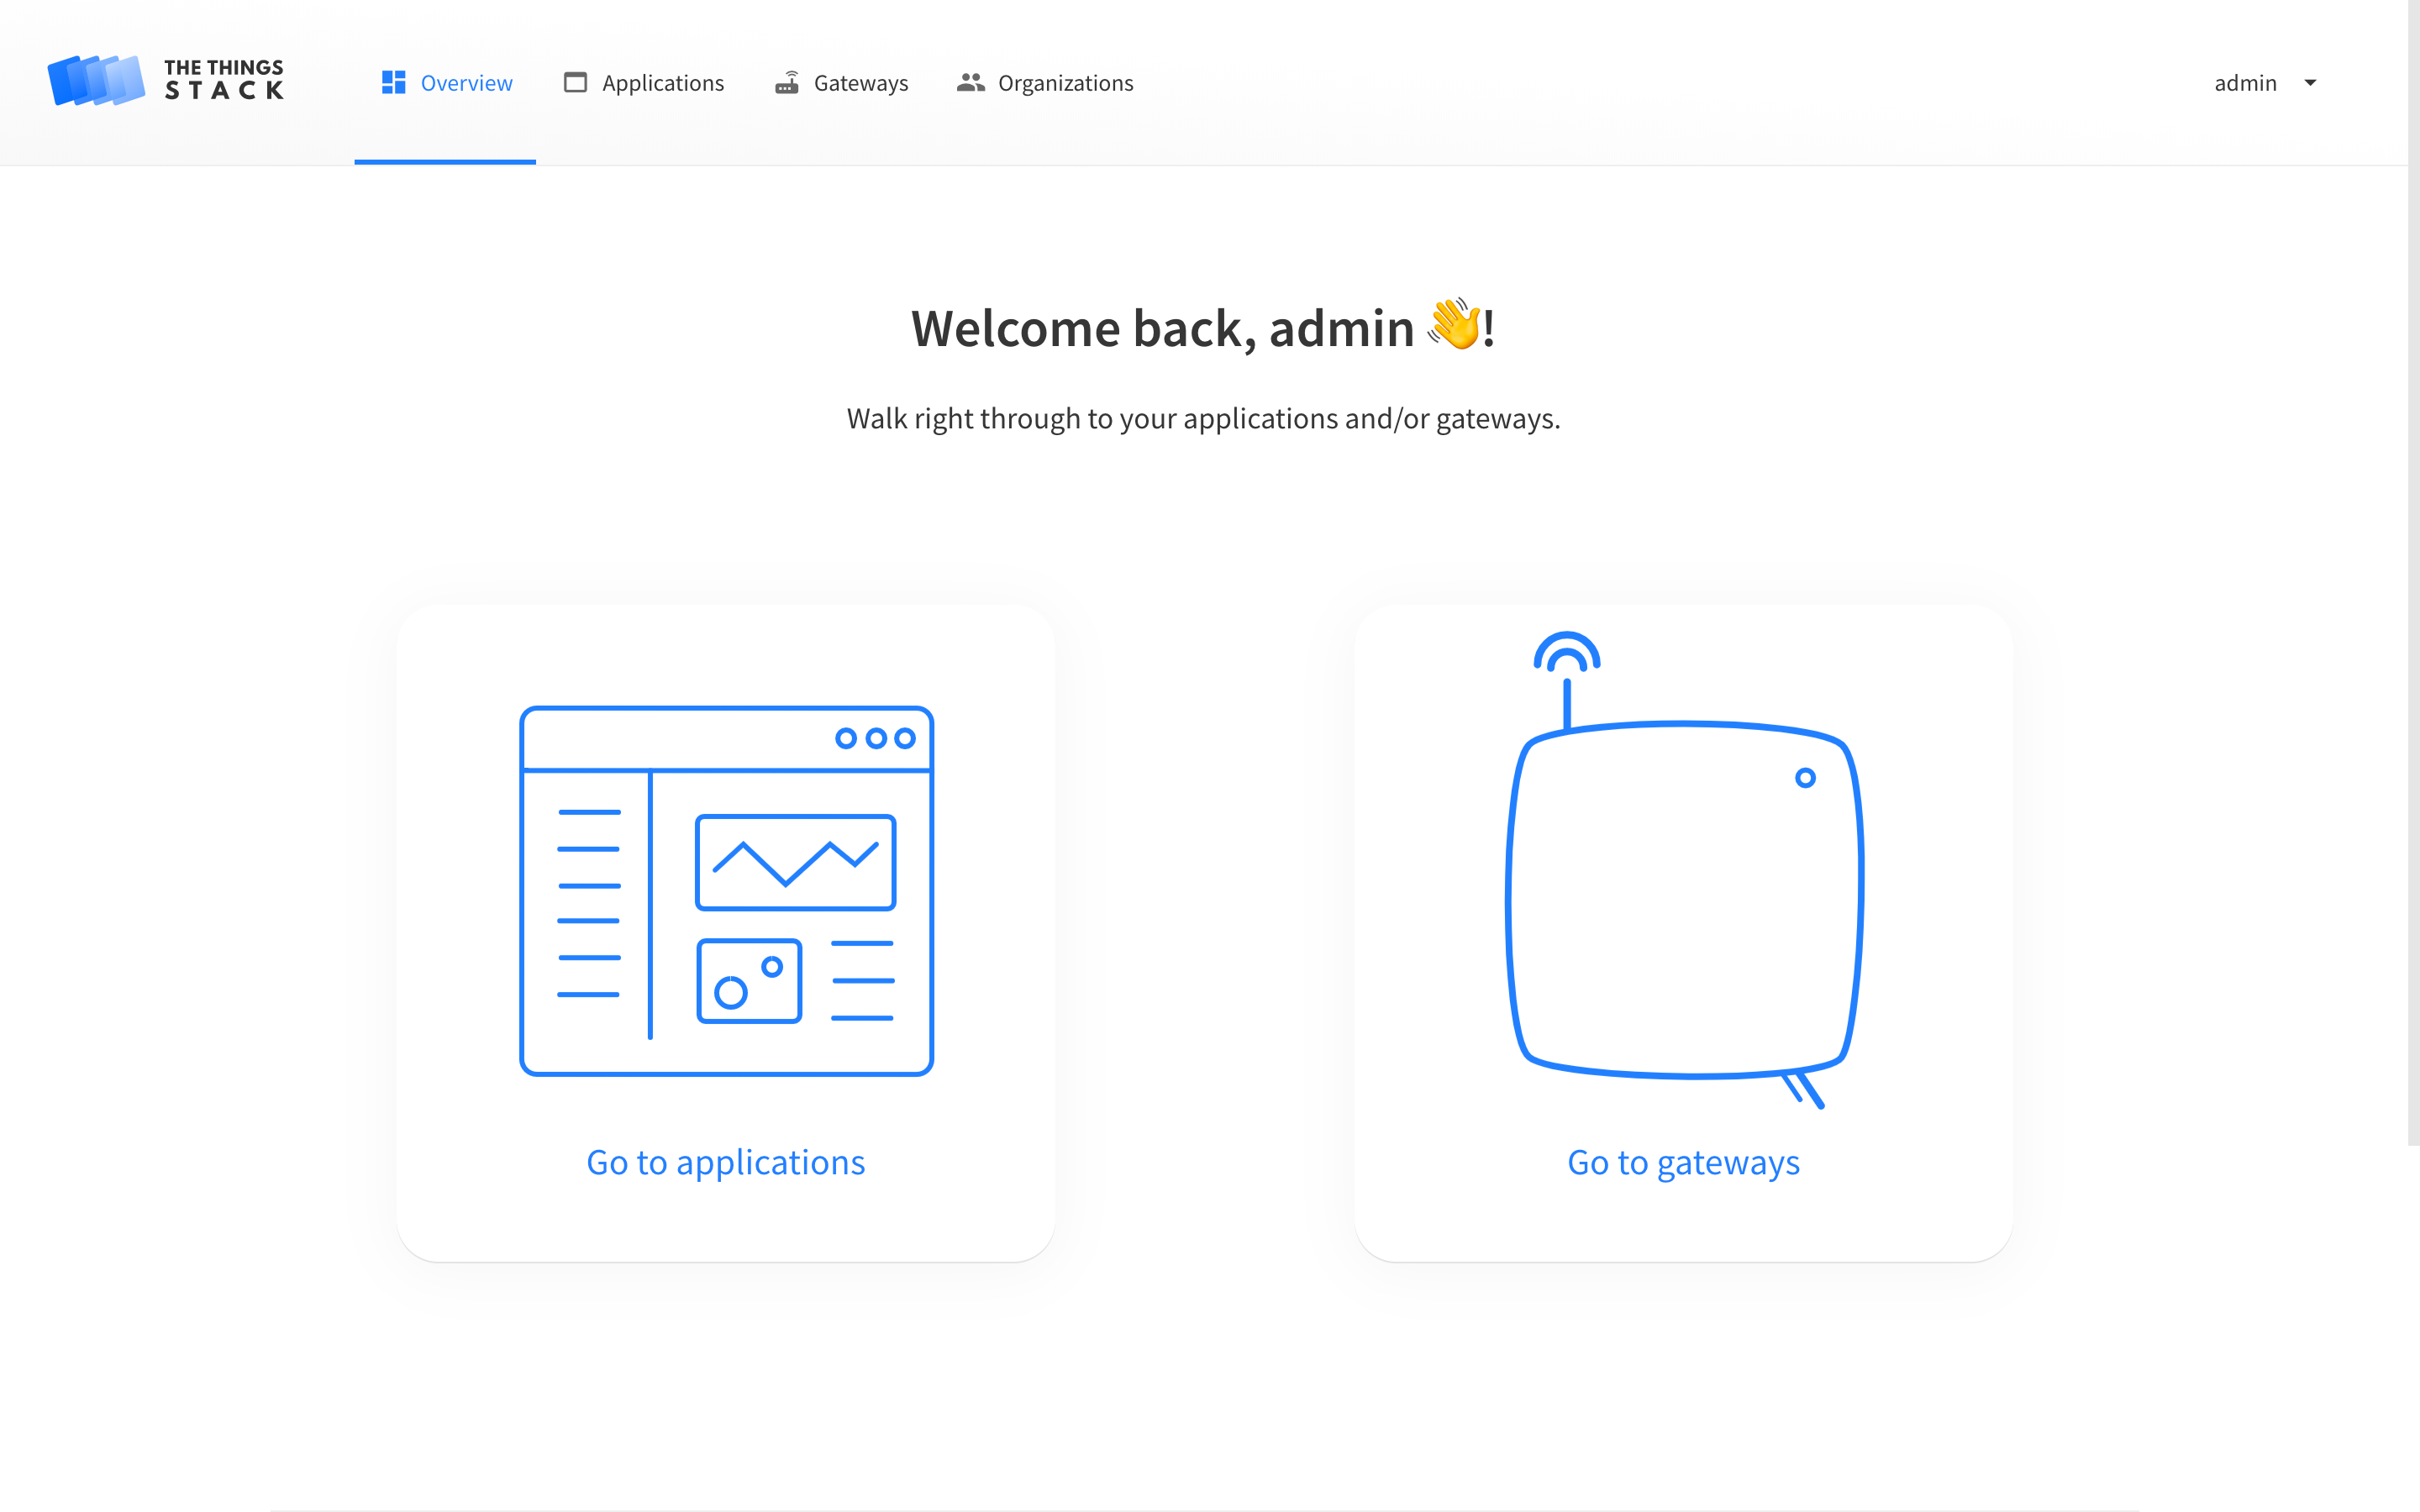 THE THINGS
STACK
Overview
Applications
Gateways
Organizations
admin
Welcome back, admin 👋!
Walk right through to your applications and/or gateways.
Go to applications
Go to gateways